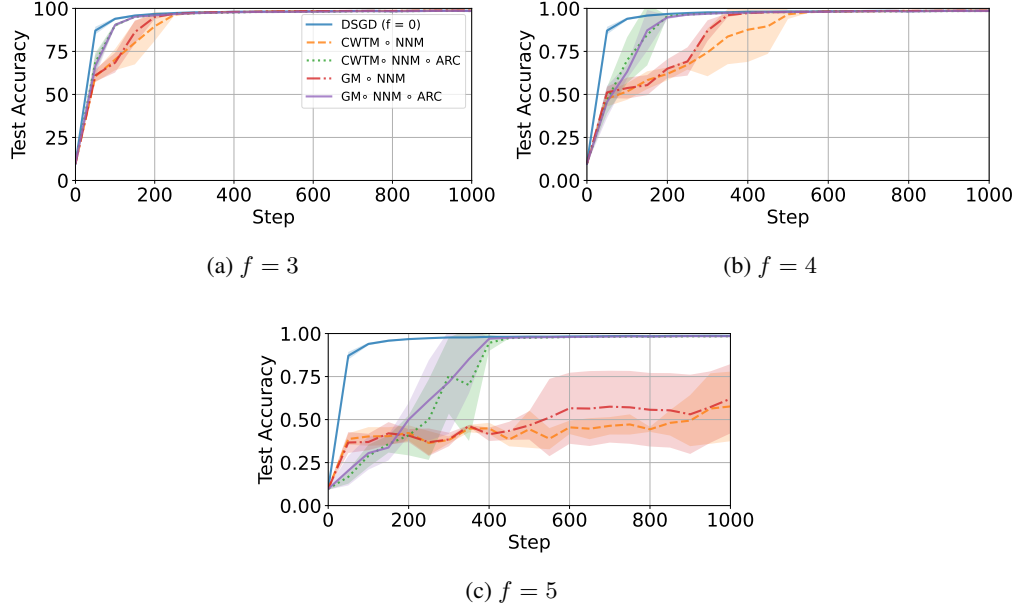 100
75
50
25
0
Test Accuracy
0 200 400 600 800 1000
Step
DSGD (f = 0)
CWTM ∘ NNM
CWTM∘ NNM ∘ ARC
GM ∘ NNM
GM∘ NNM ∘ ARC
(a) f = 3
1.00
0.75
0.50
0.25
0.00
Test Accuracy
0 200 400 600 800 1000
Step
(b) f = 4
1.00
0.75
0.50
0.25
0.00
Test Accuracy
0 200 400 600 800 1000
Step
(c) f = 5